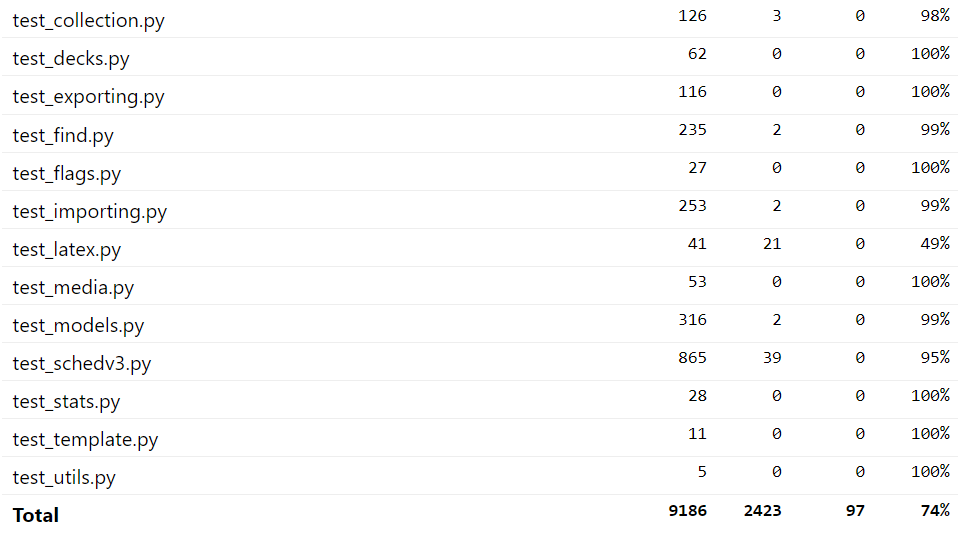 test_collection.py 126 3 0 98%
test_decks.py 62 0 0 100%
test_exporting.py 116 0 0 100%
test_find.py 235 2 0 99%
test_flags.py 27 0 0 100%
test_importing.py 253 2 0 99%
test_latex.py 41 21 0 49%
test_media.py 53 0 0 100%
test_models.py 316 2 0 99%
test_schedv3.py 865 39 0 95%
test_stats.py 28 0 0 100%
test_template.py 11 0 0 100%
test_utils.py 5 0 0 100%
Total 9186 2423 97 74%